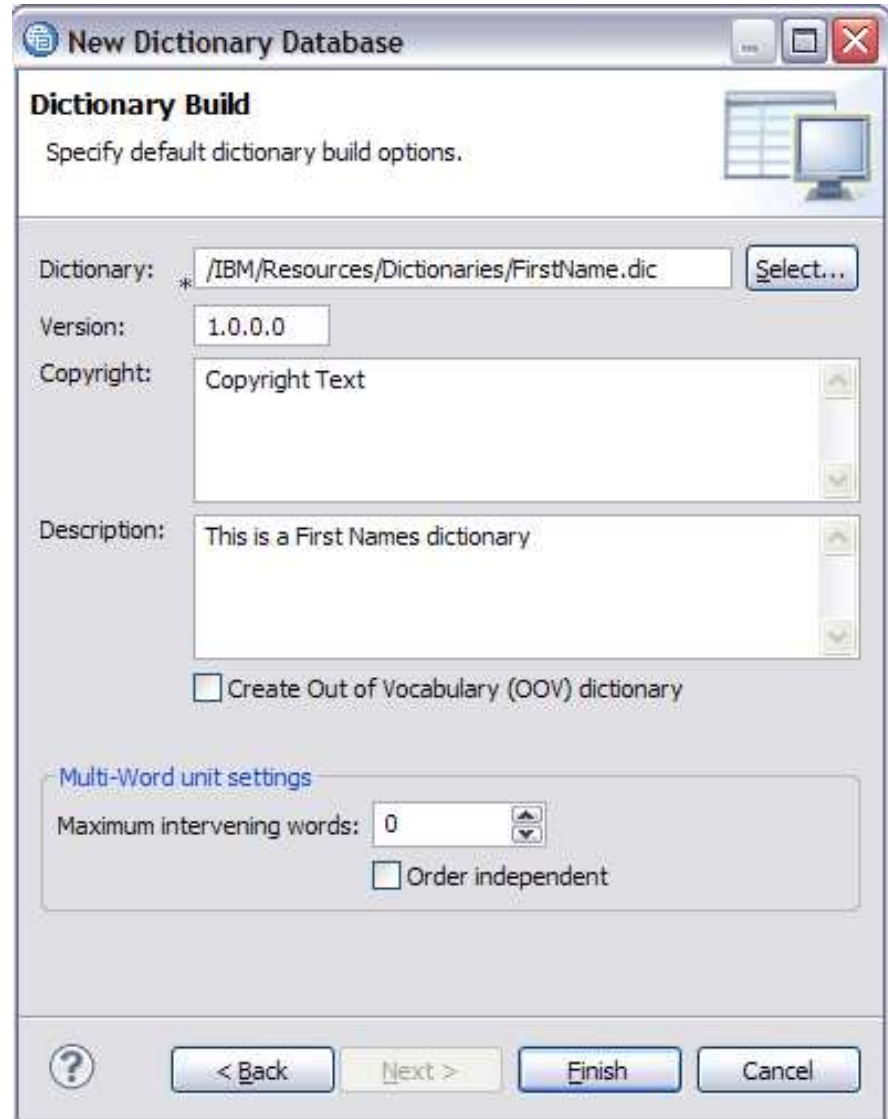 New Dictionary Database
Dictionary Build
Specify default dictionary build options.
Dictionary: * /IBM/Resources/Dictionaries/FirstName.dic Select...
Version: 1.0.0.0
Copyright: Copyright Text
Description: This is a First Names dictionary
Create Out of Vocabulary (OOV) dictionary
Multi-Word unit settings
Maximum intervening words: 0
Order independent
? < Back Next > Finish Cancel